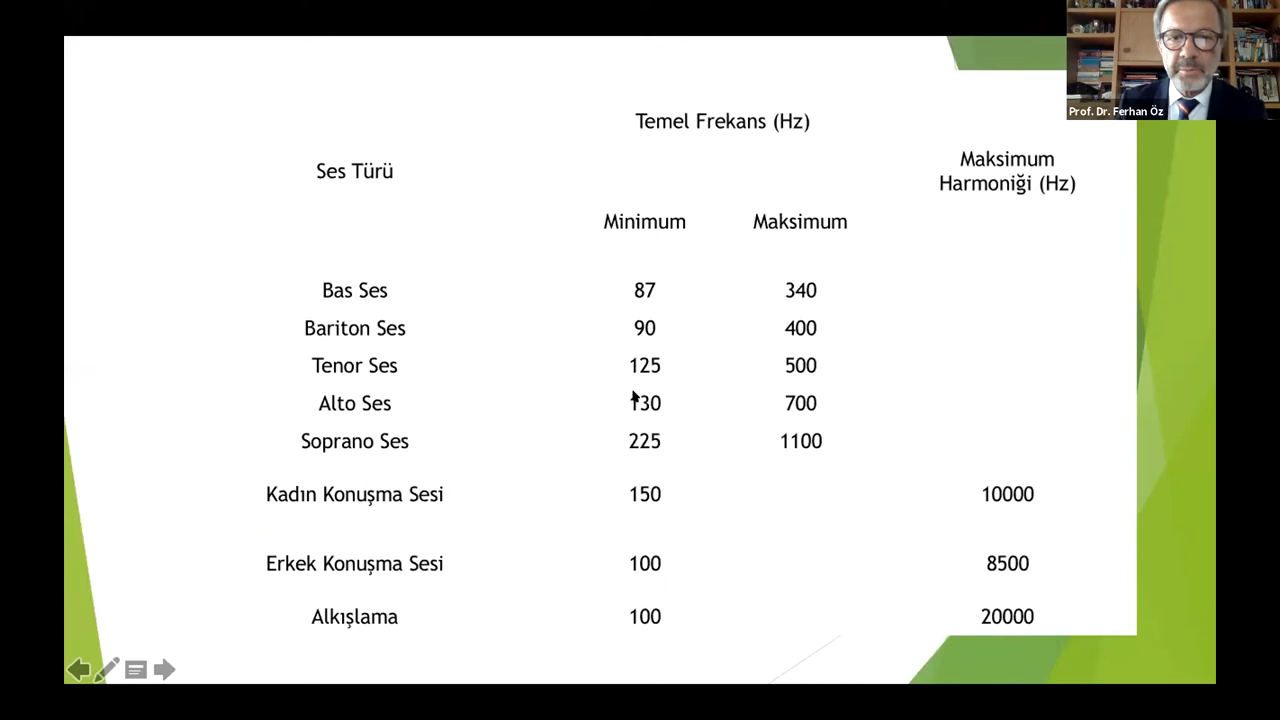 Prof. Dr. Ferhan Öz
Temel Frekans (Hz)
Ses Türü
Maksimum
Harmoniği (Hz)
Minimum Maksimum
Bas Ses 87 340
Bariton Ses 90 400
Tenor Ses 125 500
Alto Ses 130 700
Soprano Ses 225 1100
Kadın Konuşma Sesi 150 10000
Erkek Konuşma Sesi 100 8500
Alkışlama 100 20000